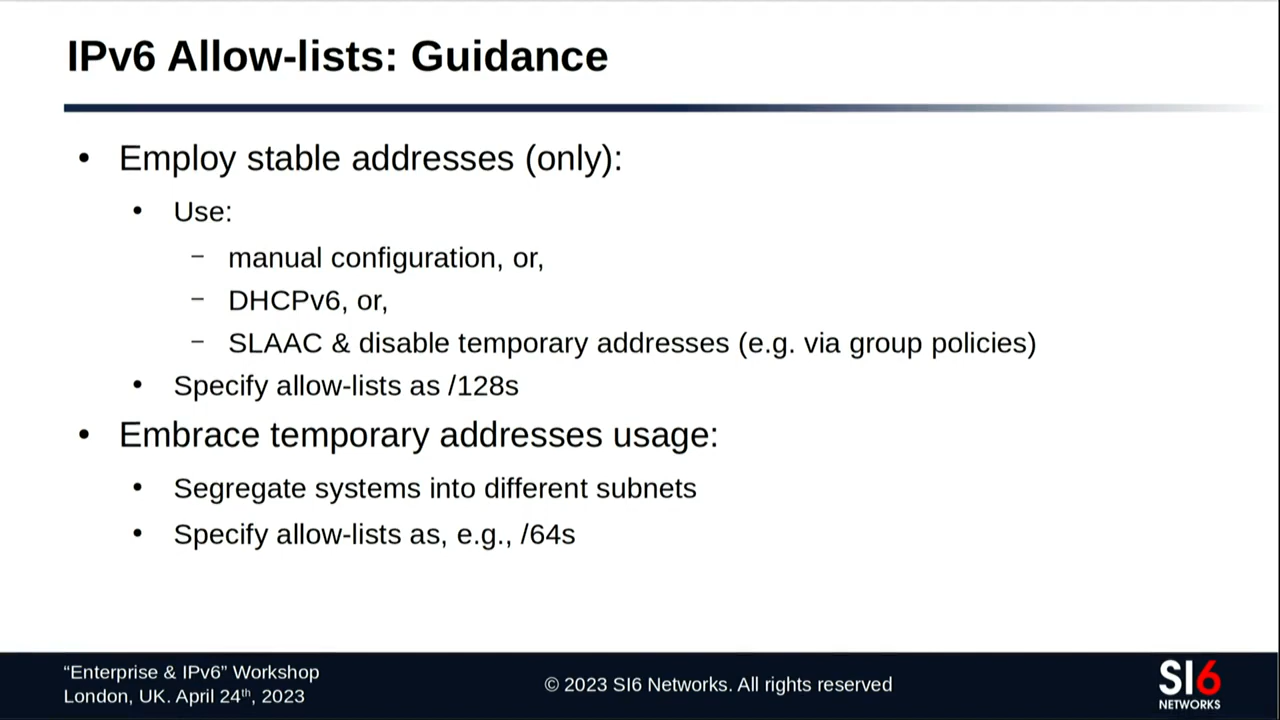 IPv6 Allow-lists: Guidance
• Employ stable addresses (only):
• Use:
– manual configuration, or,
– DHCPv6, or,
– SLAAC & disable temporary addresses (e.g. via group policies)
• Specify allow-lists as /128s
• Embrace temporary addresses usage:
• Segregate systems into different subnets
• Specify allow-lists as, e.g., /64s
“Enterprise & IPv6” Workshop
London, UK. April 24th, 2023
© 2023 SI6 Networks. All rights reserved
SI6
NETWORKS